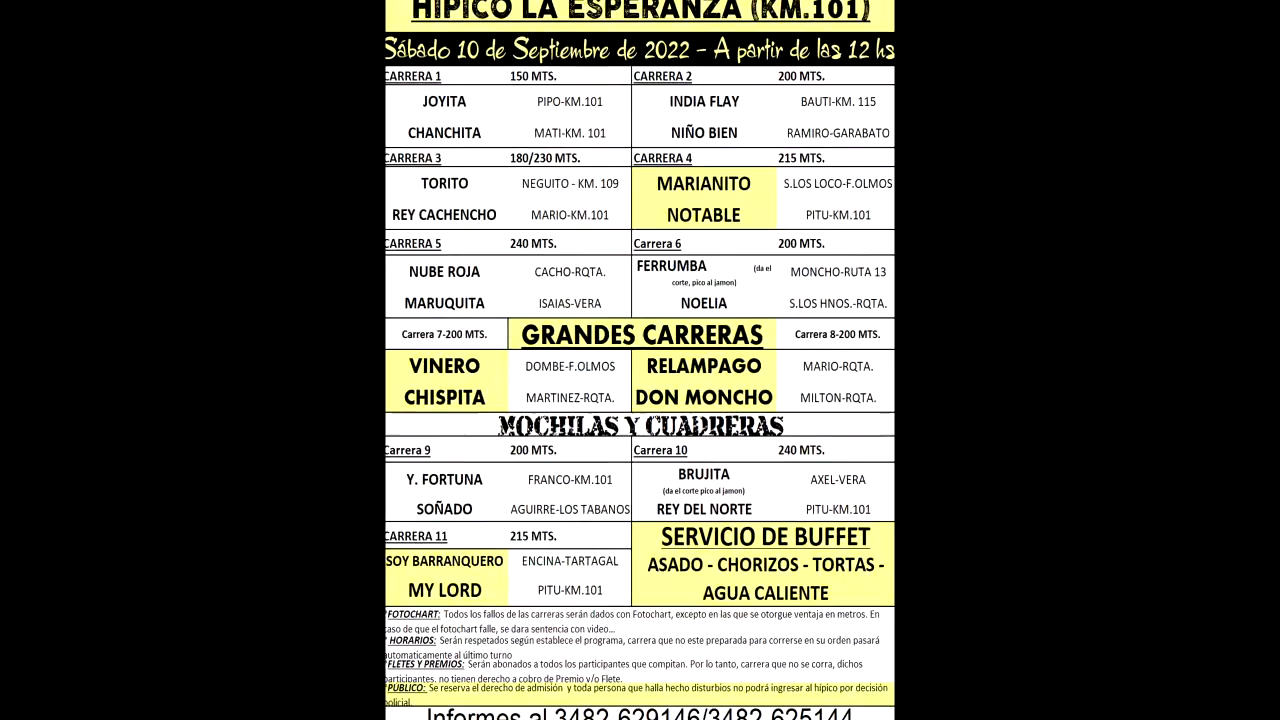 HIPICO LA ESPERANZA (KM.101)
Sábado 10 de Septiembre de 2022 - A partir de las 12 hs
CARRERA 1 150 MTS. CARRERA 2 200 MTS.
JOYITA PIPO-KM.101 INDIA FLAY BAUTI-KM. 115
CHANCHITA MATI-KM. 101 NIÑO BIEN RAMIRO-GARABATO
CARRERA 3 180/230 MTS. CARRERA 4 215 MTS.
TORITO NEGUITO - KM. 109 MARIANITO S.LOS LOCO-F.OLMOS
REY CACHENCHO MARIO-KM.101 NOTABLE PITU-KM.101
CARRERA 5 240 MTS. Carrera 6 200 MTS.
NUBE ROJA CACHO-RQTA. FERRUMBA (da el MONCHO-RUTA 13
corte, pico al jamon)
MARUQUITA ISAIAS-VERA NOELIA S.LOS HNOS.-RQTA.
Carrera 7-200 MTS. GRANDES CARRERAS Carrera 8-200 MTS.
VINERO DOMBE-F.OLMOS RELAMPAGO MARIO-RQTA.
CHISPITA MARTINEZ-RQTA. DON MONCHO MILTON-RQTA.
MOCHILAS Y CUADRERAS
Carrera 9 200 MTS. Carrera 10 240 MTS.
Y. FORTUNA FRANCO-KM.101 BRUJITA AXEL-VERA
(da el corte pico al jamon)
SOÑADO AGUIRRE-LOS TABANOS REY DEL NORTE PITU-KM.101
CARRERA 11 215 MTS. SERVICIO DE BUFFET
SOY BARRANQUERO ENCINA-TARTAGAL ASADO - CHORIZOS - TORTAS -
MY LORD PITU-KM.101 AGUA CALIENTE
*FOTOCHART: Todos los fallos de las carreras serán dados con Fotochart, excepto en las que se otorgue ventaja en metros. En
caso de que el fotochart falle, se dara sentencia con video...
* HORARIOS: Serán respetados según establece el programa, carrera que no este preparada para correrse en su orden pasará
automaticamente al último turno
*FLETES Y PREMIOS: Serán abonados a todos los participantes que compitan. Por lo tanto, carrera que no se corra, dichos
participantes, no tienen derecho a cobro de Premio y/o Flete.
*PÚBLICO: Se reserva el derecho de admisión y toda persona que halla hecho disturbios no podrá ingresar al hípico por decisión
policial.
Informes al 3482-629146/3482-625144